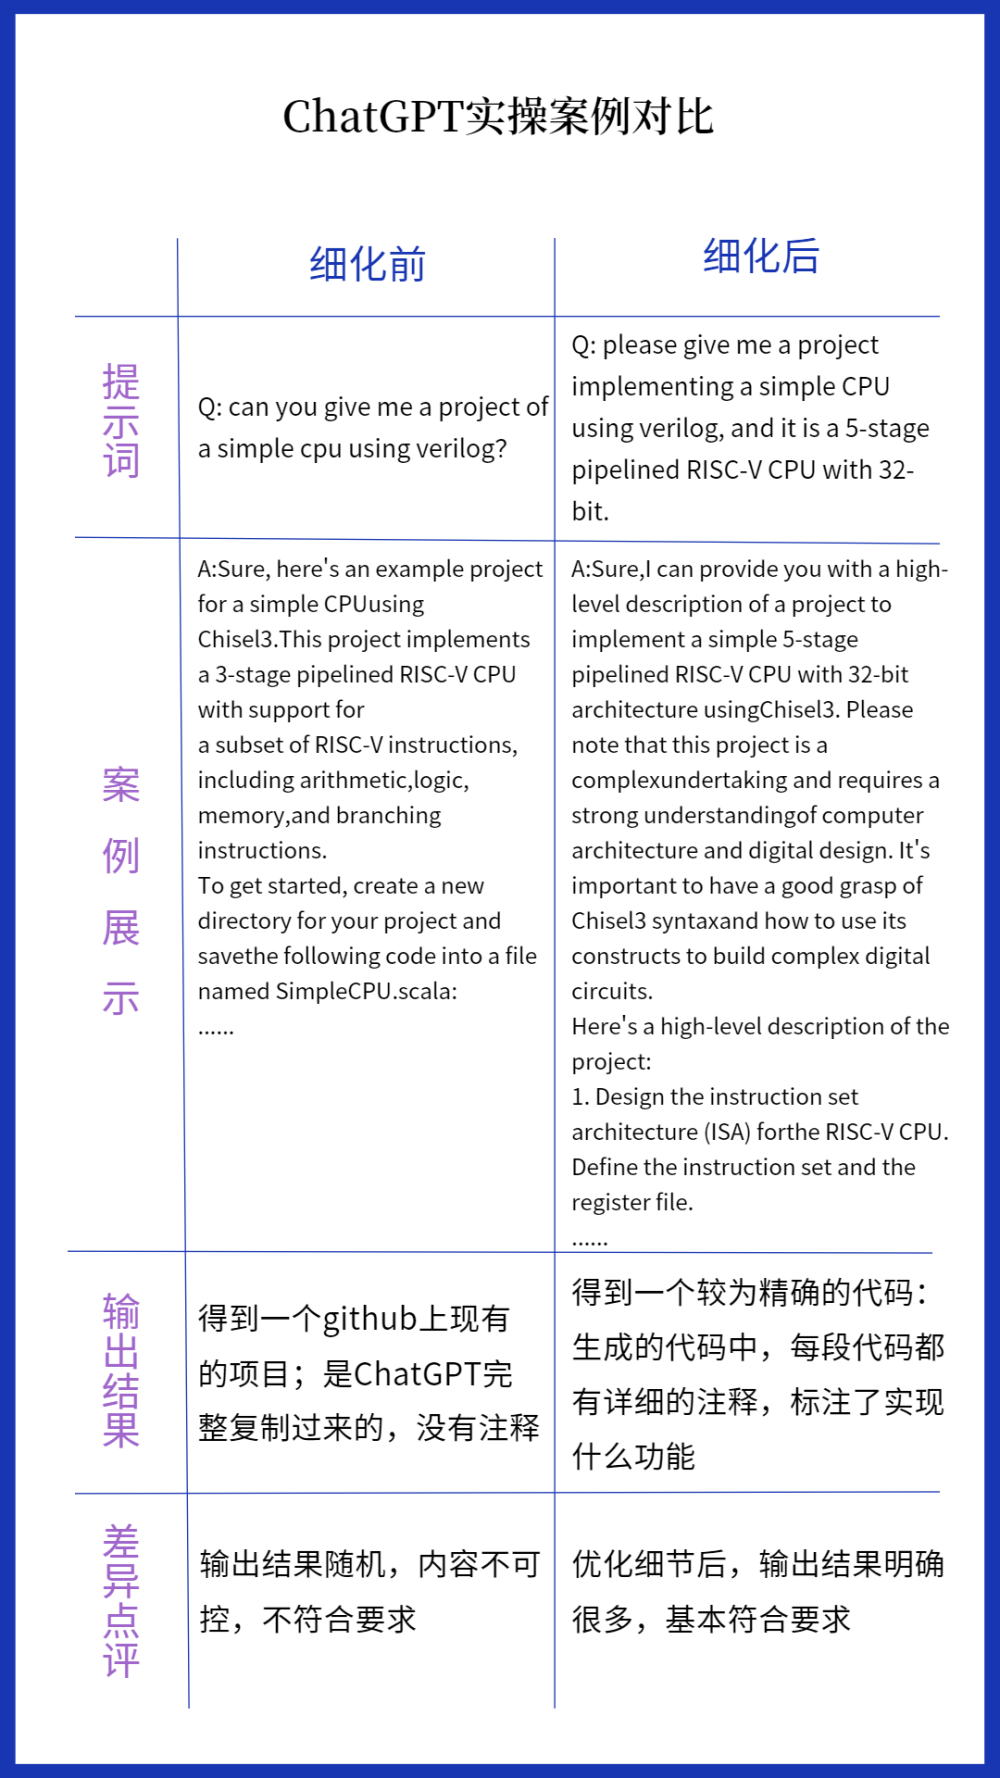 ChatGPT实操案例对比
细化前
细化后
提示词
Q: can you give me a project of
a simple cpu using verilog?
Q: please give me a project
implementing a simple CPU
using verilog, and it is a 5-stage
pipelined RISC-V CPU with 32-
bit.
案例展示
A:Sure, here's an example project
for a simple CPUusing
Chisel3.This project implements
a 3-stage pipelined RISC-V CPU
with support for
a subset of RISC-V instructions,
including arithmetic,logic,
memory,and branching
instructions.
To get started, create a new
directory for your project and
savethe following code into a file
named SimpleCPU.scala:
......
A:Sure,I can provide you with a high-
level description of a project to
implement a simple 5-stage
pipelined RISC-V CPU with 32-bit
architecture usingChisel3. Please
note that this project is a
complexundertaking and requires a
strong understandingof computer
architecture and digital design. It's
important to have a good grasp of
Chisel3 syntaxand how to use its
constructs to build complex digital
circuits.
Here's a high-level description of the
project:
1. Design the instruction set
architecture (ISA) forthe RISC-V CPU.
Define the instruction set and the
register file.
......
输出结果
得到一个github上现有
的项目；是ChatGPT完
整复制过来的，没有注释
得到一个较为精确的代码：
生成的代码中，每段代码都
有详细的注释，标注了实现
什么功能
差异点评
输出结果随机，内容不可
控，不符合要求
优化细节后，输出结果明确
很多，基本符合要求